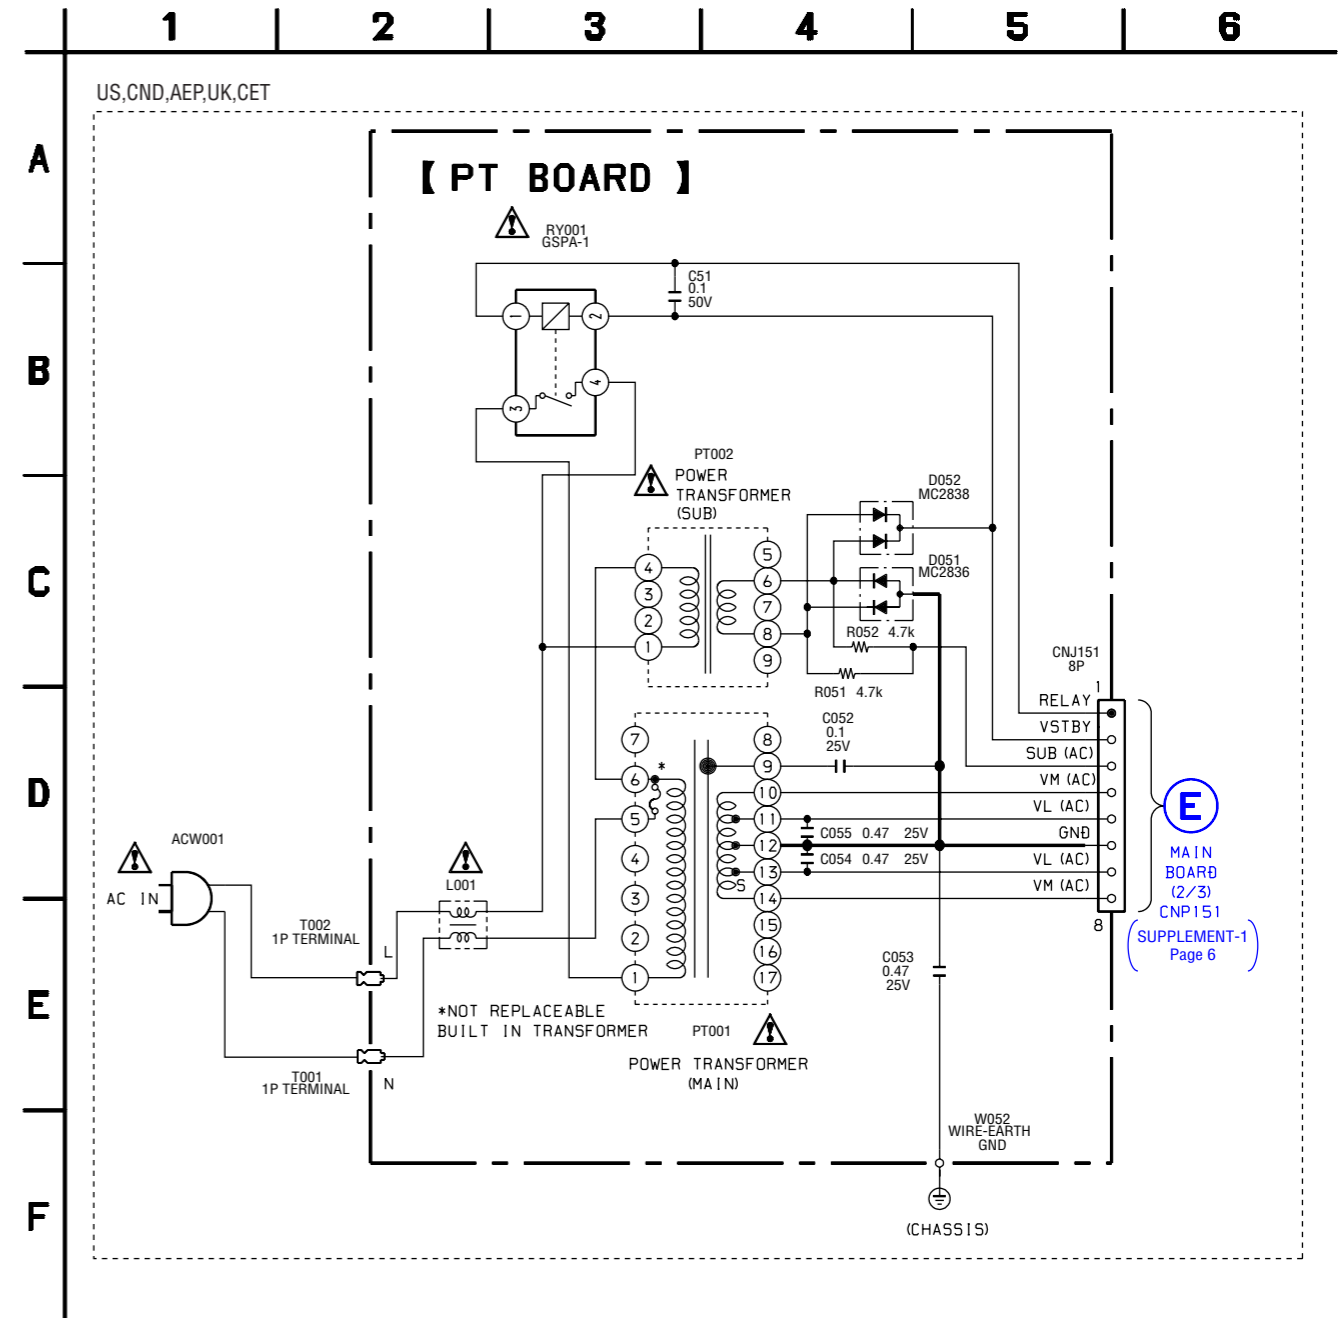 1 2 3 4 5 6
US,CND,AEP,UK,CET
A
【 PT BOARD 】
RY001
GSPA-1
C51
0.1
50V
1
2
B
4
3
PT002
POWER
TRANSFORMER
(SUB)
D052
MC2838
C
4
3
2
1
5
6
7
8
9
D051
MC2836
R052 4.7k
R051 4.7k
CNJ151
8P
1
RELAY
VSTBY
SUB (AC)
VM (AC)
VL (AC)
GND
VL (AC)
VM (AC)
8
C052
0.1
25V
D
7
6
*
5
4
3
2
1
8
9
10
11
12
13
14
15
16
17
S
C055 0.47 25V
C054 0.47 25V
E
MAIN
BOARD
(2/3)
CNP151
(SUPPLEMENT-1
Page 6)
ACW001
AC IN
L001
T002
1P TERMINAL
L
C053
0.47
25V
E
*NOT REPLACEABLE
BUILT IN TRANSFORMER
PT001
POWER TRANSFORMER
(MAIN)
T001
1P TERMINAL
N
W052
WIRE-EARTH
GND
F
(CHASSIS)